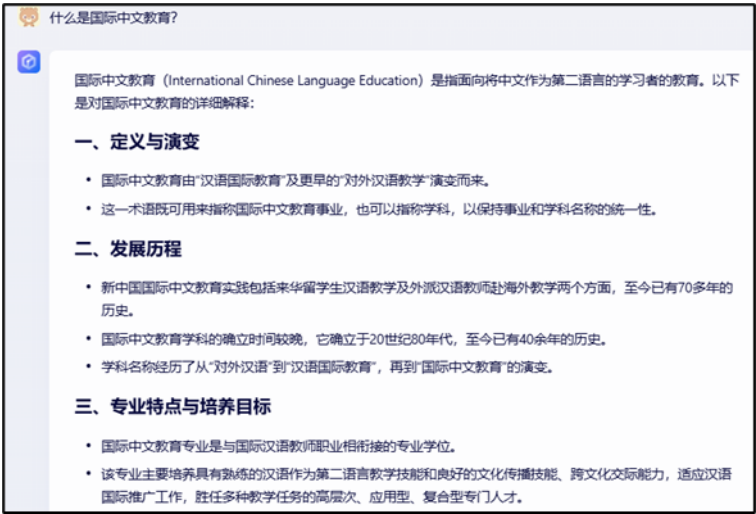 什么是国际中文教育?
国际中文教育（International Chinese Language Education）是指面向将中文作为第二语言的学习者的教育。以下
是对国际中文教育的详细解释：
一、定义与演变
• 国际中文教育由“汉语国际教育”及更早的“对外汉语教学”演变而来。
• 这一术语既可用来指称国际中文教育事业，也可以指称学科，以保持事业和学科名称的统一性。
二、发展历程
• 新中国国际中文教育实践包括来华留学生汉语教学及外派汉语教师赴海外教学两个方面，至今已有70多年的
历史。
• 国际中文教育学科的确立时间较晚，它确立于20世纪80年代，至今已有40余年的历史。
• 学科名称经历了从“对外汉语”到“汉语国际教育”，再到“国际中文教育”的演变。
三、专业特点与培养目标
• 国际中文教育专业是与国际汉语教师职业相衔接的专业学位。
• 该专业主要培养具有熟练的汉语作为第二语言教学技能和良好的文化传播技能、跨文化交际能力，适应汉语
国际推广工作，胜任多种教学任务的高层次、应用型、复合型专门人才。